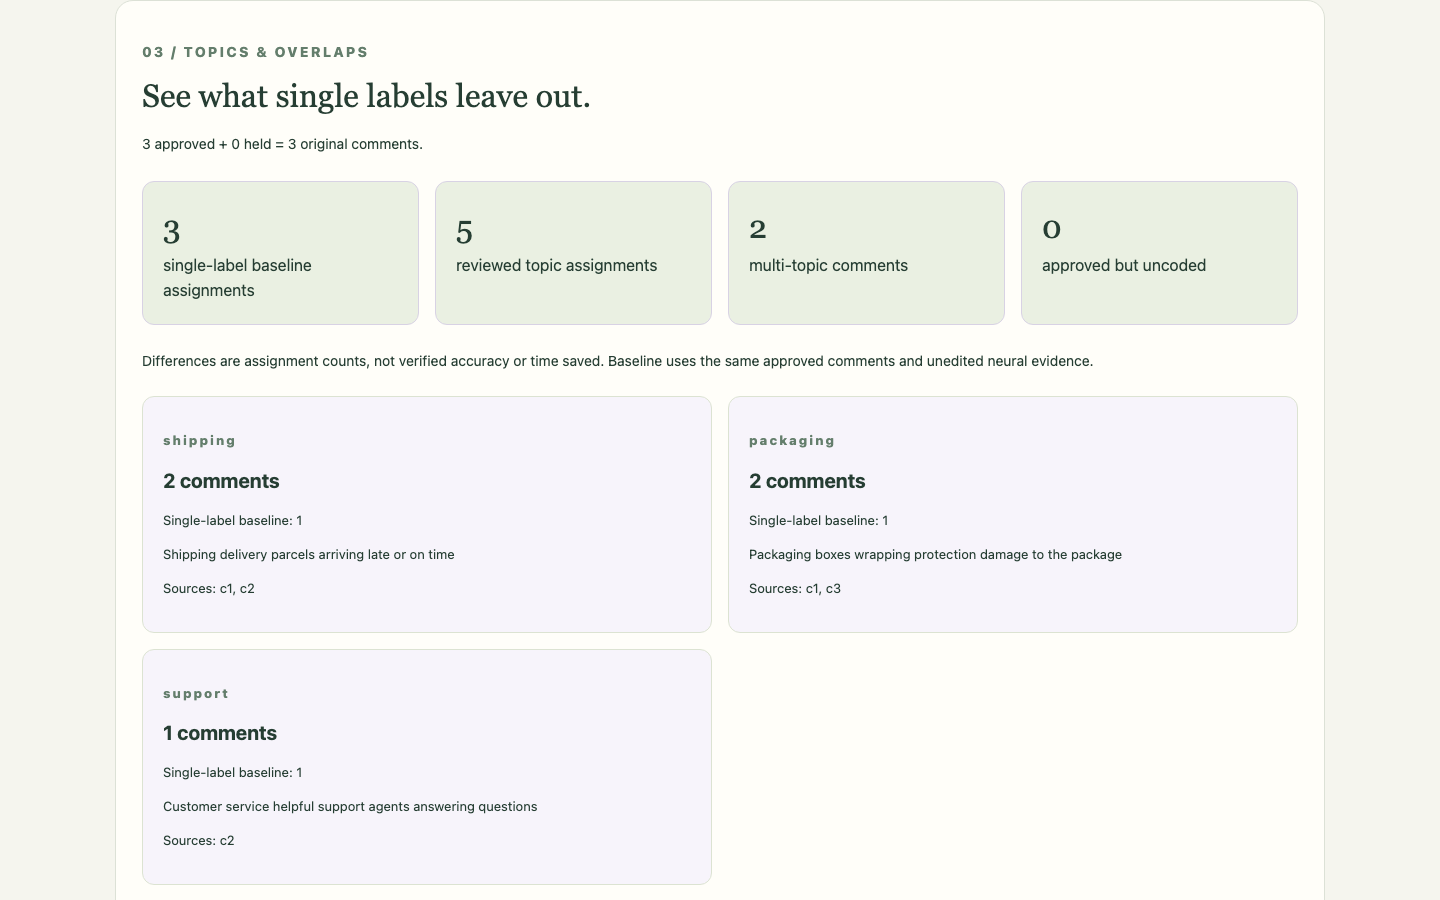 03 / TOPICS & OVERLAPS
See what single labels leave out.
3 approved + 0 held = 3 original comments.
3
single-label baseline
assignments
5
reviewed topic assignments
2
multi-topic comments
0
approved but uncoded
Differences are assignment counts, not verified accuracy or time saved. Baseline uses the same approved comments and unedited neural evidence.
shipping
2 comments
Single-label baseline: 1
Shipping delivery parcels arriving late or on time
Sources: c1, c2
packaging
2 comments
Single-label baseline: 1
Packaging boxes wrapping protection damage to the package
Sources: c1, c3
support
1 comments
Single-label baseline: 1
Customer service helpful support agents answering questions
Sources: c2